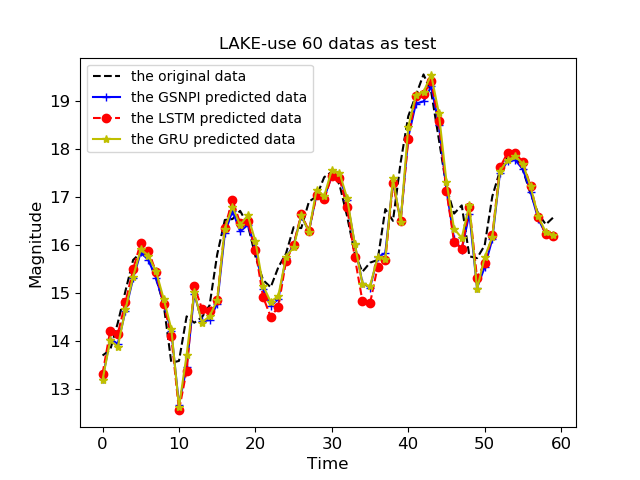 LAKE-use 60 datas as test
the original data
the GSNPI predicted data
the LSTM predicted data
the GRU predicted data
Magnitude
19
18
17
16
15
14
13
0 10 20 30 40 50 60
Time